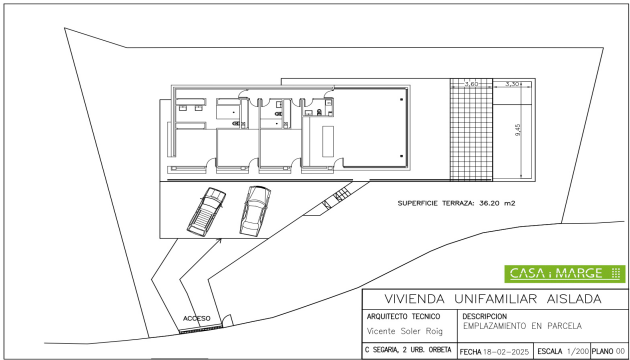 3,60
3,30
9,45
SUPERFICIE TERRAZA: 36.20 m2
ACCESO
CASA i MARGE
VIVIENDA UNIFAMILIAR AISLADA
ARQUITECTO TECNICO
Vicente Soler Roig
DESCRIPCION
EMPLAZAMIENTO EN PARCELA
C SEGARIA, 2 URB. ORBETA
FECHA 18-02-2025
ESCALA 1/200
PLANO 00